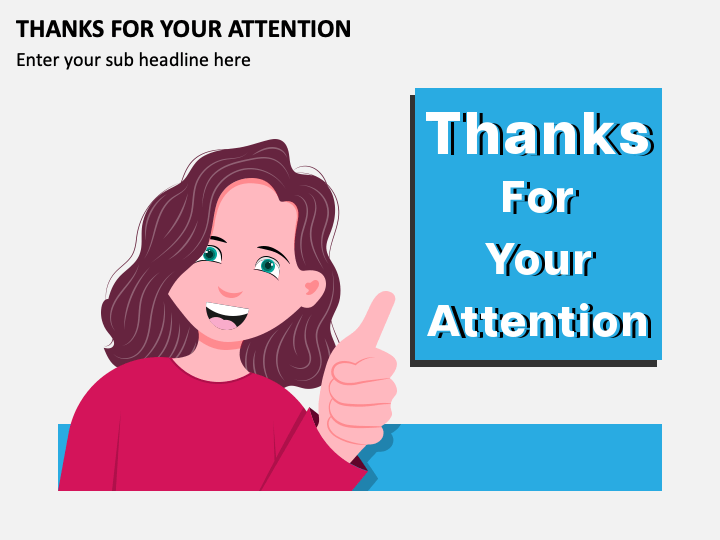 THANKS FOR YOUR ATTENTION
Enter your sub headline here
Thanks
For
Your
Attention